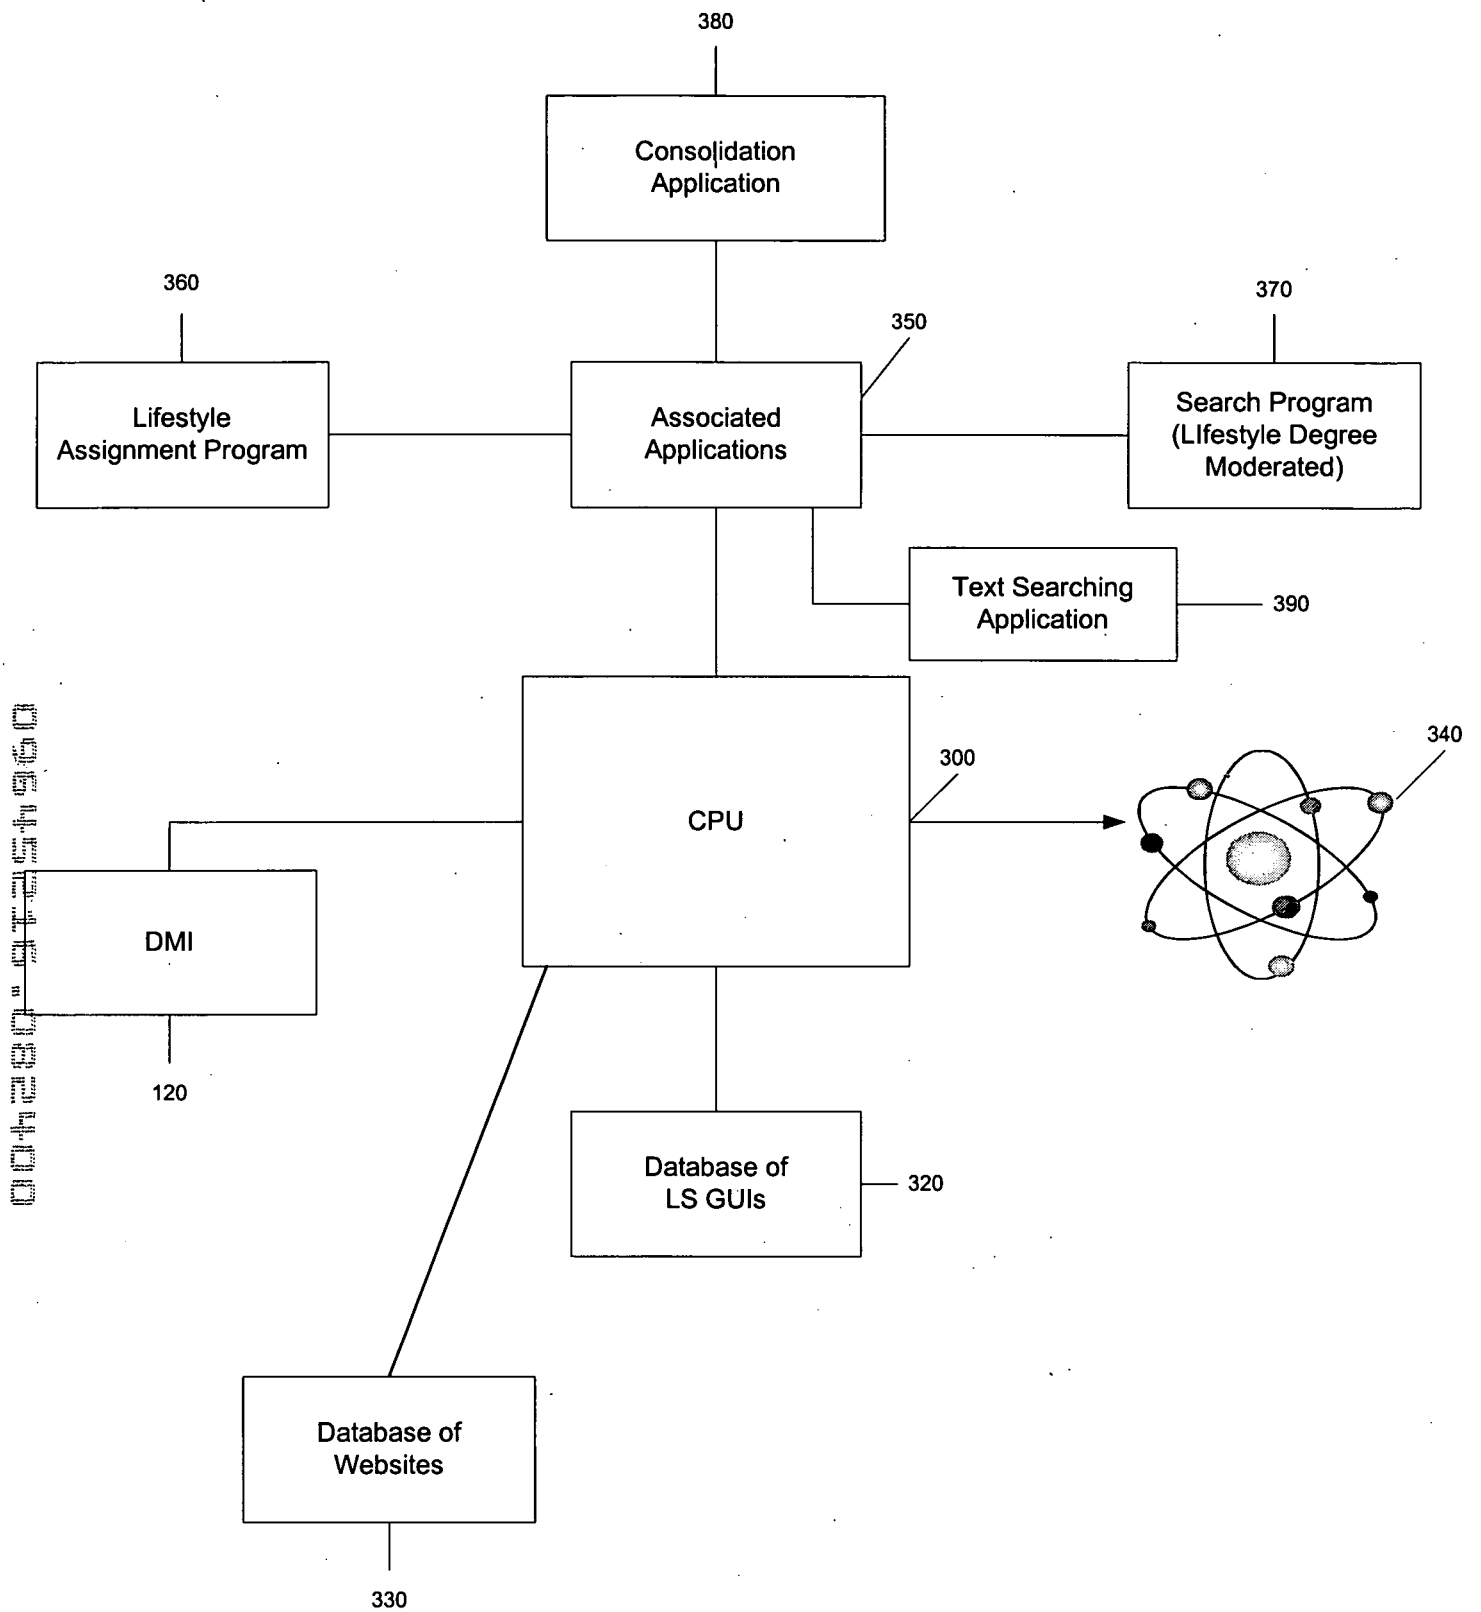 380
Consolidation
Application
360
370
350
Lifestyle
Assignment Program
Associated
Applications
Search Program
(LIfestyle Degree
Moderated)
Text Searching
Application
390
340
300
CPU
DMI
120
Database of
LS GUIs
320
Database of
Websites
330